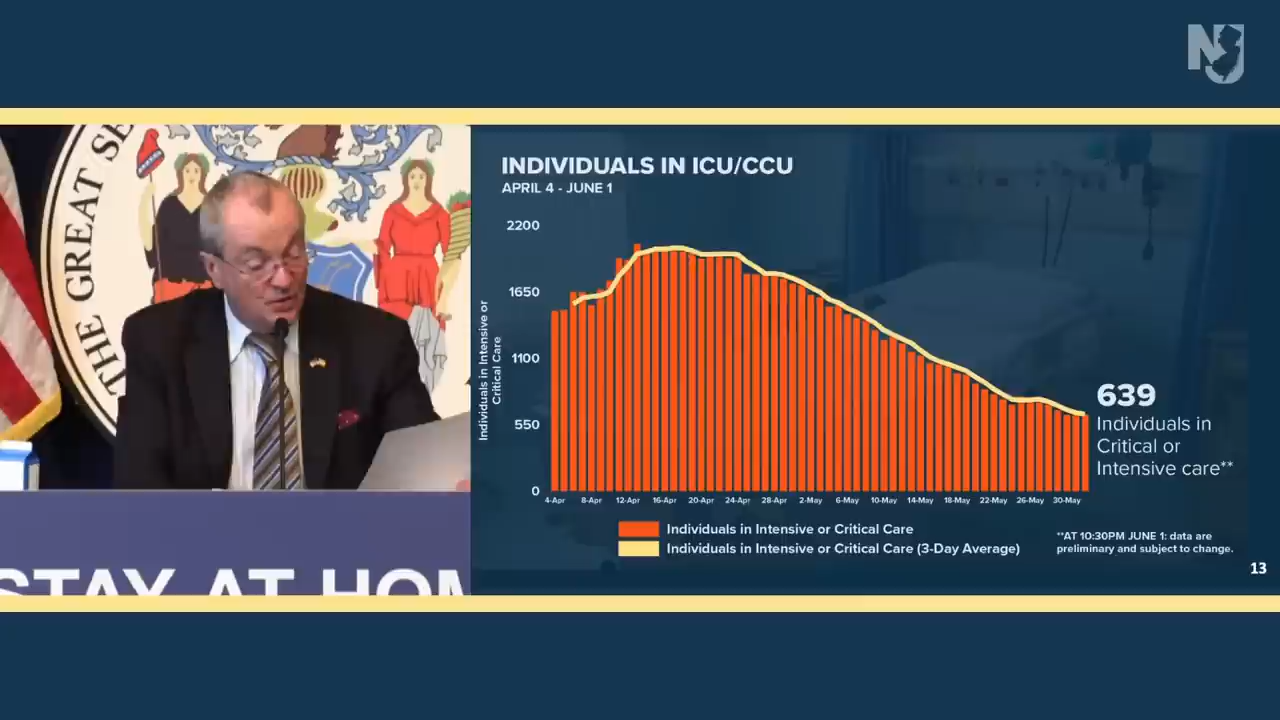 NJ
THE GREAT SE
STAY AT HOM
INDIVIDUALS IN ICU/CCU
APRIL 4 - JUNE 1
2200
1650
1100
550
0
Individuals in Intensive or
Critical Care
4-Apr 8-Apr 12-Apr 16-Apr 20-Apr 24-Apr 28-Apr 2-May 6-May 10-May 14-May 18-May 22-May 26-May 30-May
639
Individuals in
Critical or
Intensive care**
Individuals in Intensive or Critical Care
Individuals in Intensive or Critical Care (3-Day Average)
**AT 10:30PM JUNE 1: data are
preliminary and subject to change.
13